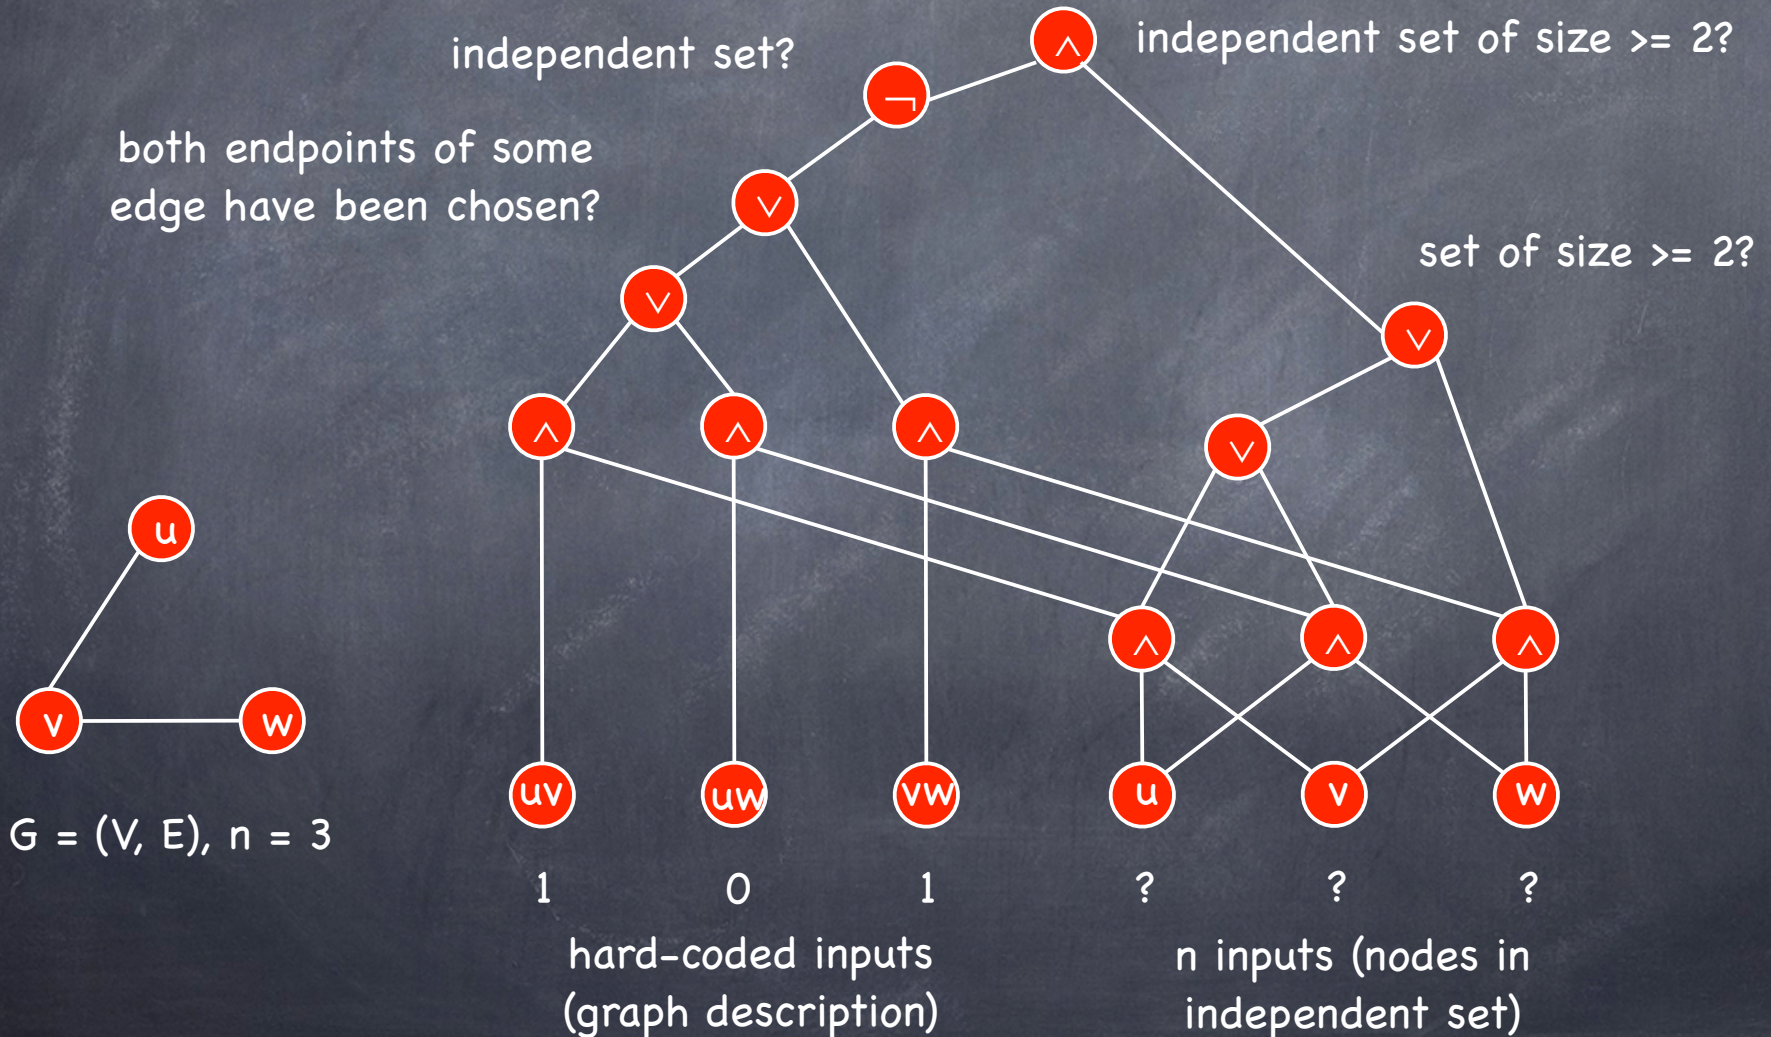 independent set of size >= 2?
independent set?
∧
¬
both endpoints of some
edge have been chosen?
∨
set of size >= 2?
∨
∨
∧ ∧ ∧
∨
u
∧ ∧ ∧
v w
uv uw vw u v w
G = (V, E), n = 3
1 0 1 ? ? ?
hard-coded inputs
(graph description)
n inputs (nodes in
independent set)